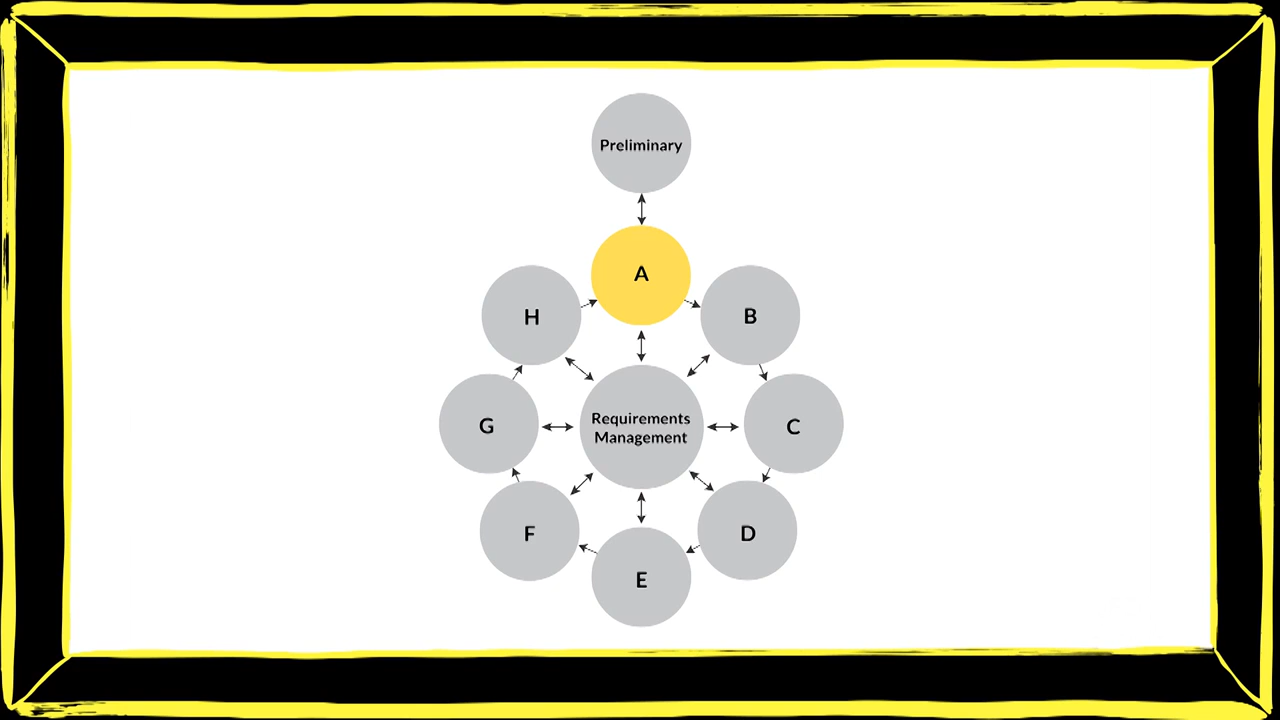 Preliminary
A
H
B
G
Requirements
Management
C
F
D
E